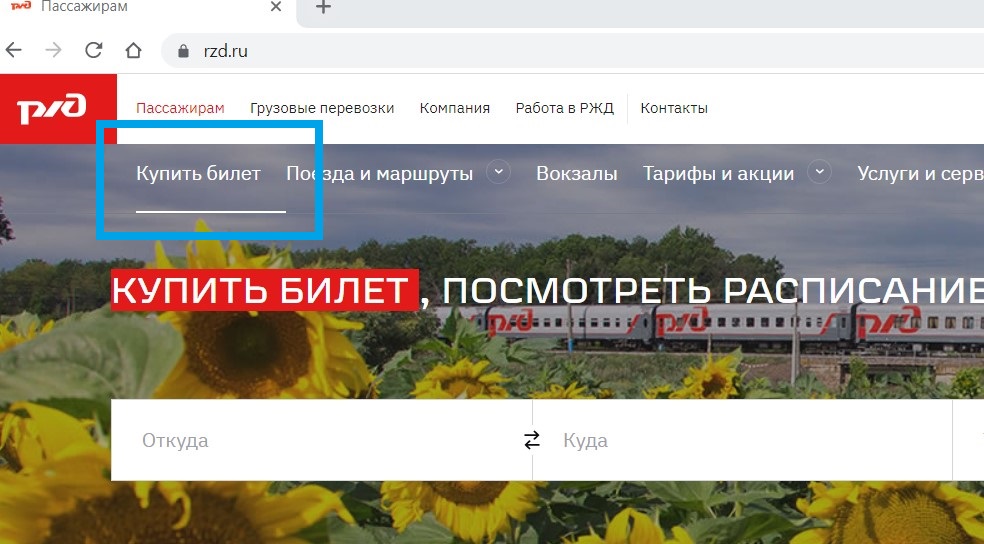 Пассажирам
rzd.ru
РЖД Пассажирам Грузовые перевозки Компания Работа в РЖД Контакты
Купить билет Поезда и маршруты Вокзалы Тарифы и акции Услуги и серв
КУПИТЬ БИЛЕТ, ПОСМОТРЕТЬ РАСПИСАНИЕ
Откуда Куда